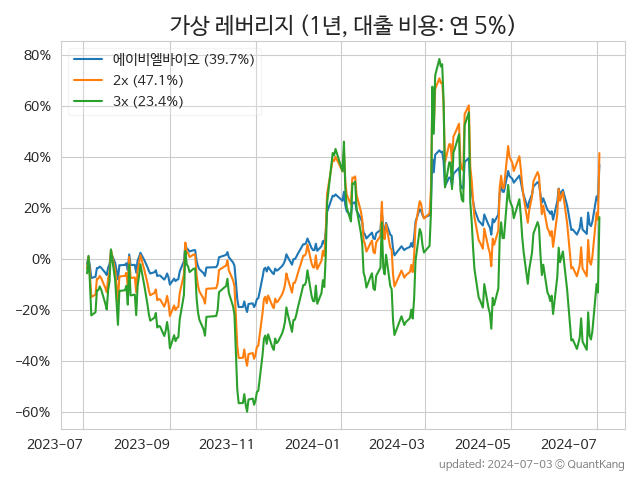 가상 레버리지 (1년, 대출 비용: 연 5%)
에이비엘바이오 (39.7%)
2x (47.1%)
3x (23.4%)
80%
60%
40%
20%
0%
−20%
−40%
−60%
2023-07 2023-09 2023-11 2024-01 2024-03 2024-05 2024-07
updated: 2024-07-03 ⓒ QuantKang